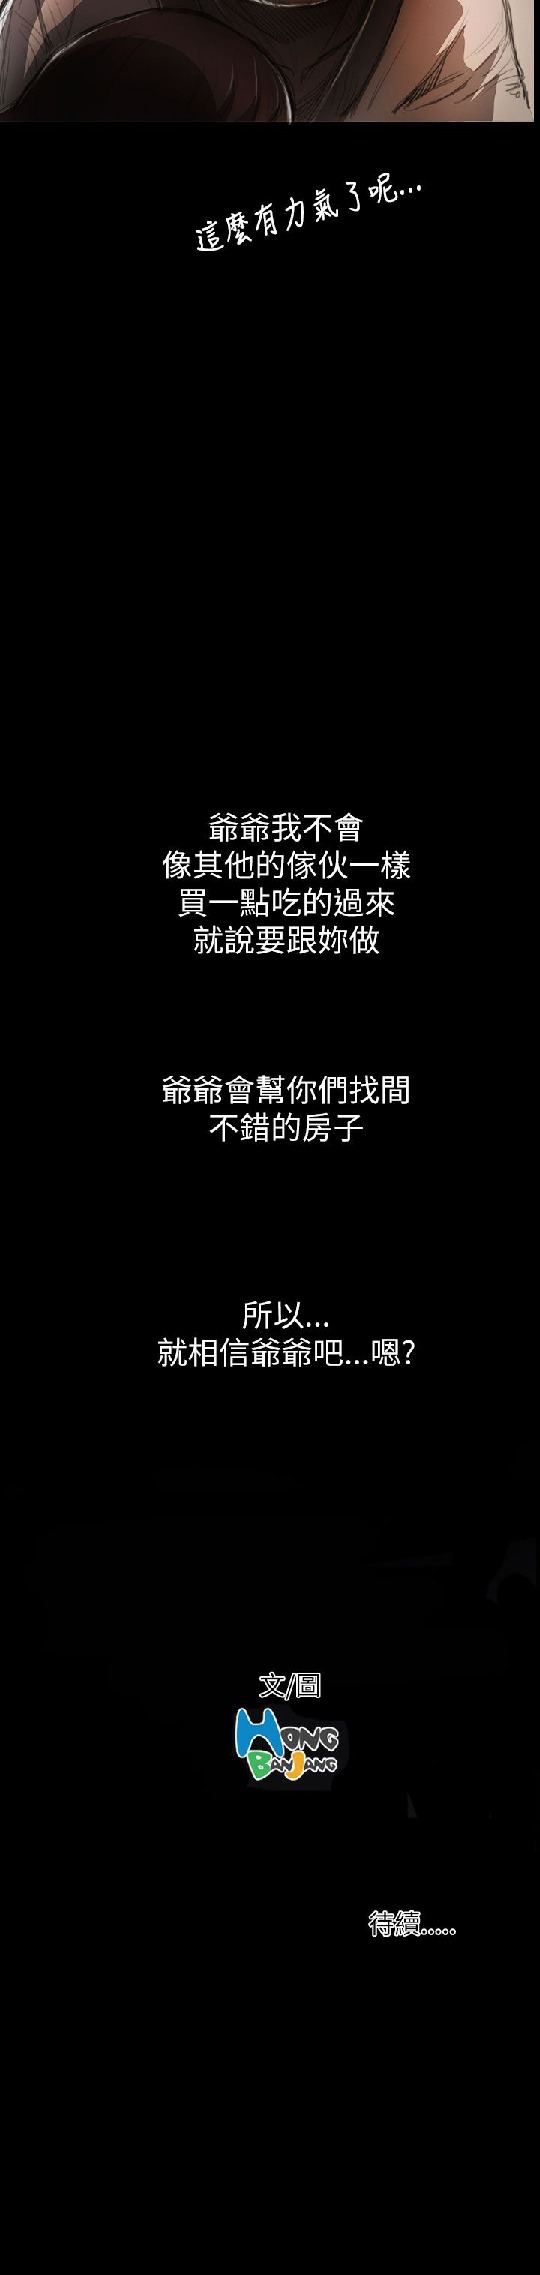 這麼有力氣了呢...
爺爺我不會
像其他的傢伙一樣
買一點吃的過來
就說要跟妳做
爺爺會幫你們找間
不錯的房子
所以...
就相信爺爺吧...嗯?
文/圖
HONG
BANJANG
待續.....